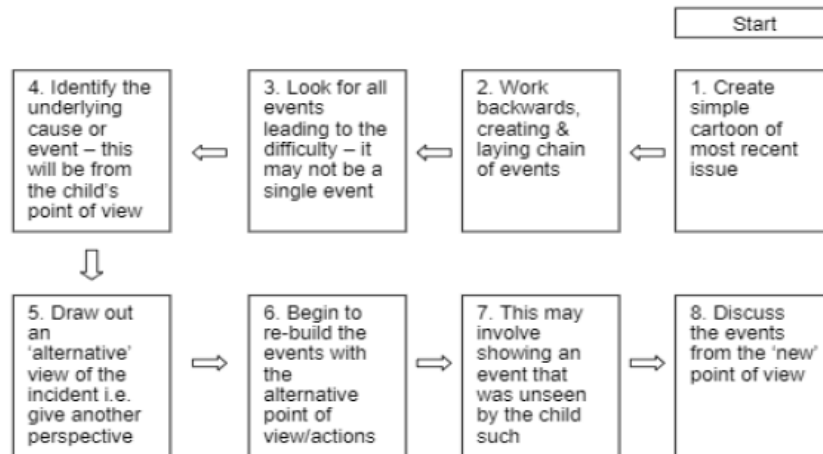 Start
1. Create
simple
cartoon of
most recent
issue
2. Work
backwards,
creating &
laying chain
of events
3. Look for all
events
leading to the
difficulty – it
may not be a
single event
4. Identify the
underlying
cause or
event – this
will be from
the child's
point of view
5. Draw out
an
'alternative'
view of the
incident i.e.
give another
perspective
6. Begin to
re-build the
events with
the
alternative
point of
view/actions
7. This may
involve
showing an
event that
was unseen
by the child
such
8. Discuss
the events
from the 'new'
point of view